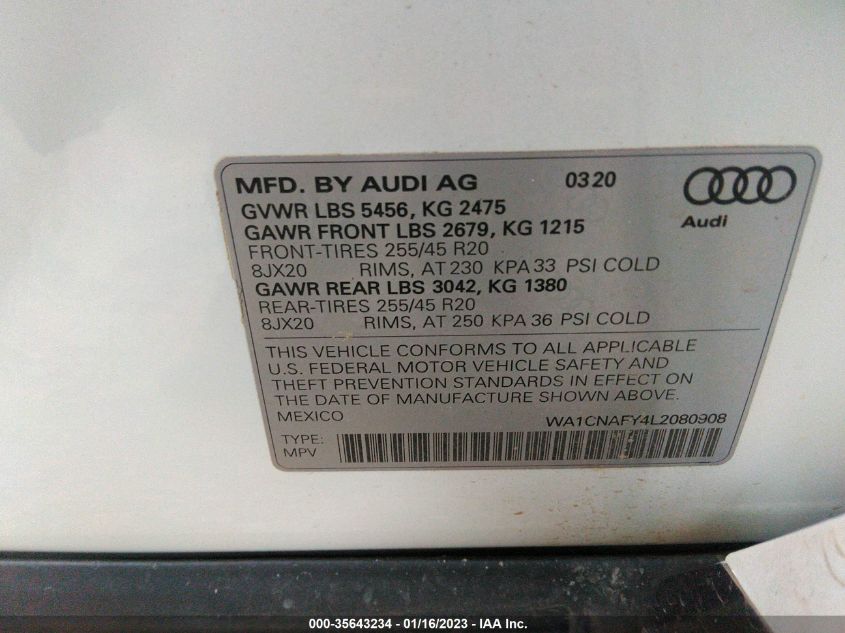 MFD. BY AUDI AG 0320
GVWR LBS 5456, KG 2475
GAWR FRONT LBS 2679, KG 1215
Audi
FRONT-TIRES 255/45 R20
8JX20 RIMS, AT 230 KPA 33 PSI COLD
GAWR REAR LBS 3042, KG 1380
REAR-TIRES 255/45 R20
8JX20 RIMS, AT 250 KPA 36 PSI COLD
THIS VEHICLE CONFORMS TO ALL APPLICABLE
U.S. FEDERAL MOTOR VEHICLE SAFETY AND
THEFT PREVENTION STANDARDS IN EFFECT ON
THE DATE OF MANUFACTURE SHOWN ABOVE.
MEXICO
WA1CNAFY4L2080908
TYPE:
MPV
000-35643234 - 01/16/2023 - IAA Inc.